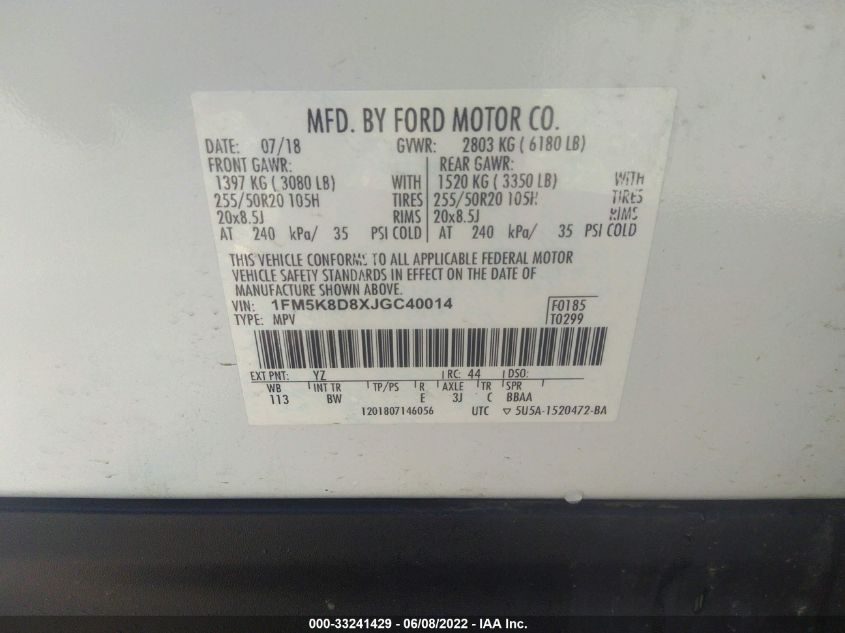 MFD. BY FORD MOTOR CO.
DATE: 07/18 GVWR: 2803 KG ( 6180 LB)
FRONT GAWR: REAR GAWR:
1397 KG ( 3080 LB) WITH 1520 KG ( 3350 LB) WITH
255/50R20 105H TIRES 255/50R20 105H TIRES
20x8.5J RIMS 20x8.5J RIMS
AT 240 kPa/ 35 PSI COLD AT 240 kPa/ 35 PSI COLD
THIS VEHICLE CONFORMS TO ALL APPLICABLE FEDERAL MOTOR
VEHICLE SAFETY STANDARDS IN EFFECT ON THE DATE OF
MANUFACTURE SHOWN ABOVE.
VIN: 1FM5K8D8XJGC40014 F0185
TYPE: MPV T0299
EXT PNT: YZ RC: 44 DSO:
WB INT TR TP/PS R AXLE TR SPR
113 BW E 3J C BBAA
1201807146056 UTC ▽ 5U5A-1520472-BA
000-33241429 - 06/08/2022 - IAA Inc.